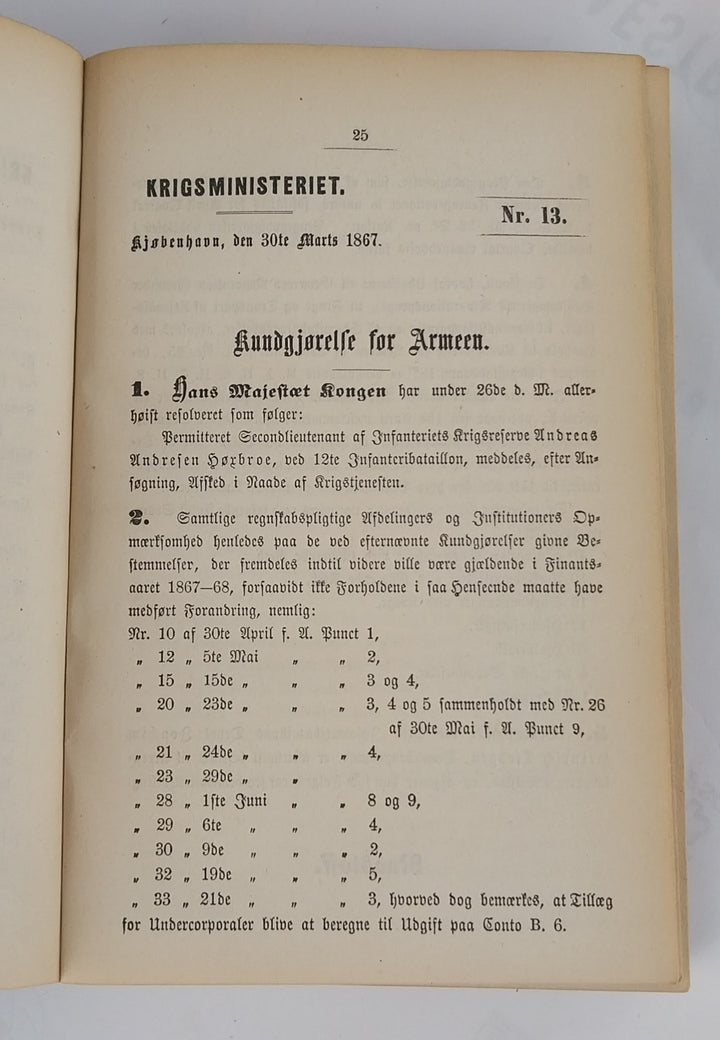 25
KRIGSMINISTERIET.
Nr. 13.
Kjøbenhavn, den 30te Marts 1867.
Kundgjørelse for Armeen.
1. Hans Majestæt Kongen har under 26de d. M. aller-
høist resolveret som følger:
Permitteret Secondlieutenant af Infanteriets Krigsreserve Andreas
Andresen Høxbroe, ved 12te Infanteribataillon, meddeles, efter An-
søgning, Afsked i Naade af Krigstjenesten.
2. Samtlige regnskabspligtige Afdelingers og Institutioners Op-
mærksomhed henledes paa de ved efternævnte Kundgjørelser givne Be-
stemmelser, der fremdeles indtil videre ville være gjældende i Finants-
aaret 1867—68, forsaavidt ikke Forholdene i saa Henseende maatte have
medført Forandring, nemlig:
Nr. 10 af 30te April f. A. Punct 1,
„ 12 „ 5te Mai „ „ 2,
„ 15 „ 15de „ „ „ 3 og 4,
„ 20 „ 23de „ „ „ 3, 4 og 5 sammenholdt med Nr. 26
af 30te Mai f. A. Punct 9,
„ 21 „ 24de „ „ „ 4,
„ 23 „ 29de „ „
„ 28 „ 1ste Juni „ „ 8 og 9,
„ 29 „ 6te „ „ „ 4,
„ 30 „ 9de „ „ „ 2,
„ 32 „ 19de „ „ „ 5,
„ 33 „ 21de „ „ „ 3, hvorved dog bemærkes, at Tillæg
for Undercorporaler blive at beregne til Udgift paa Conto B. 6.